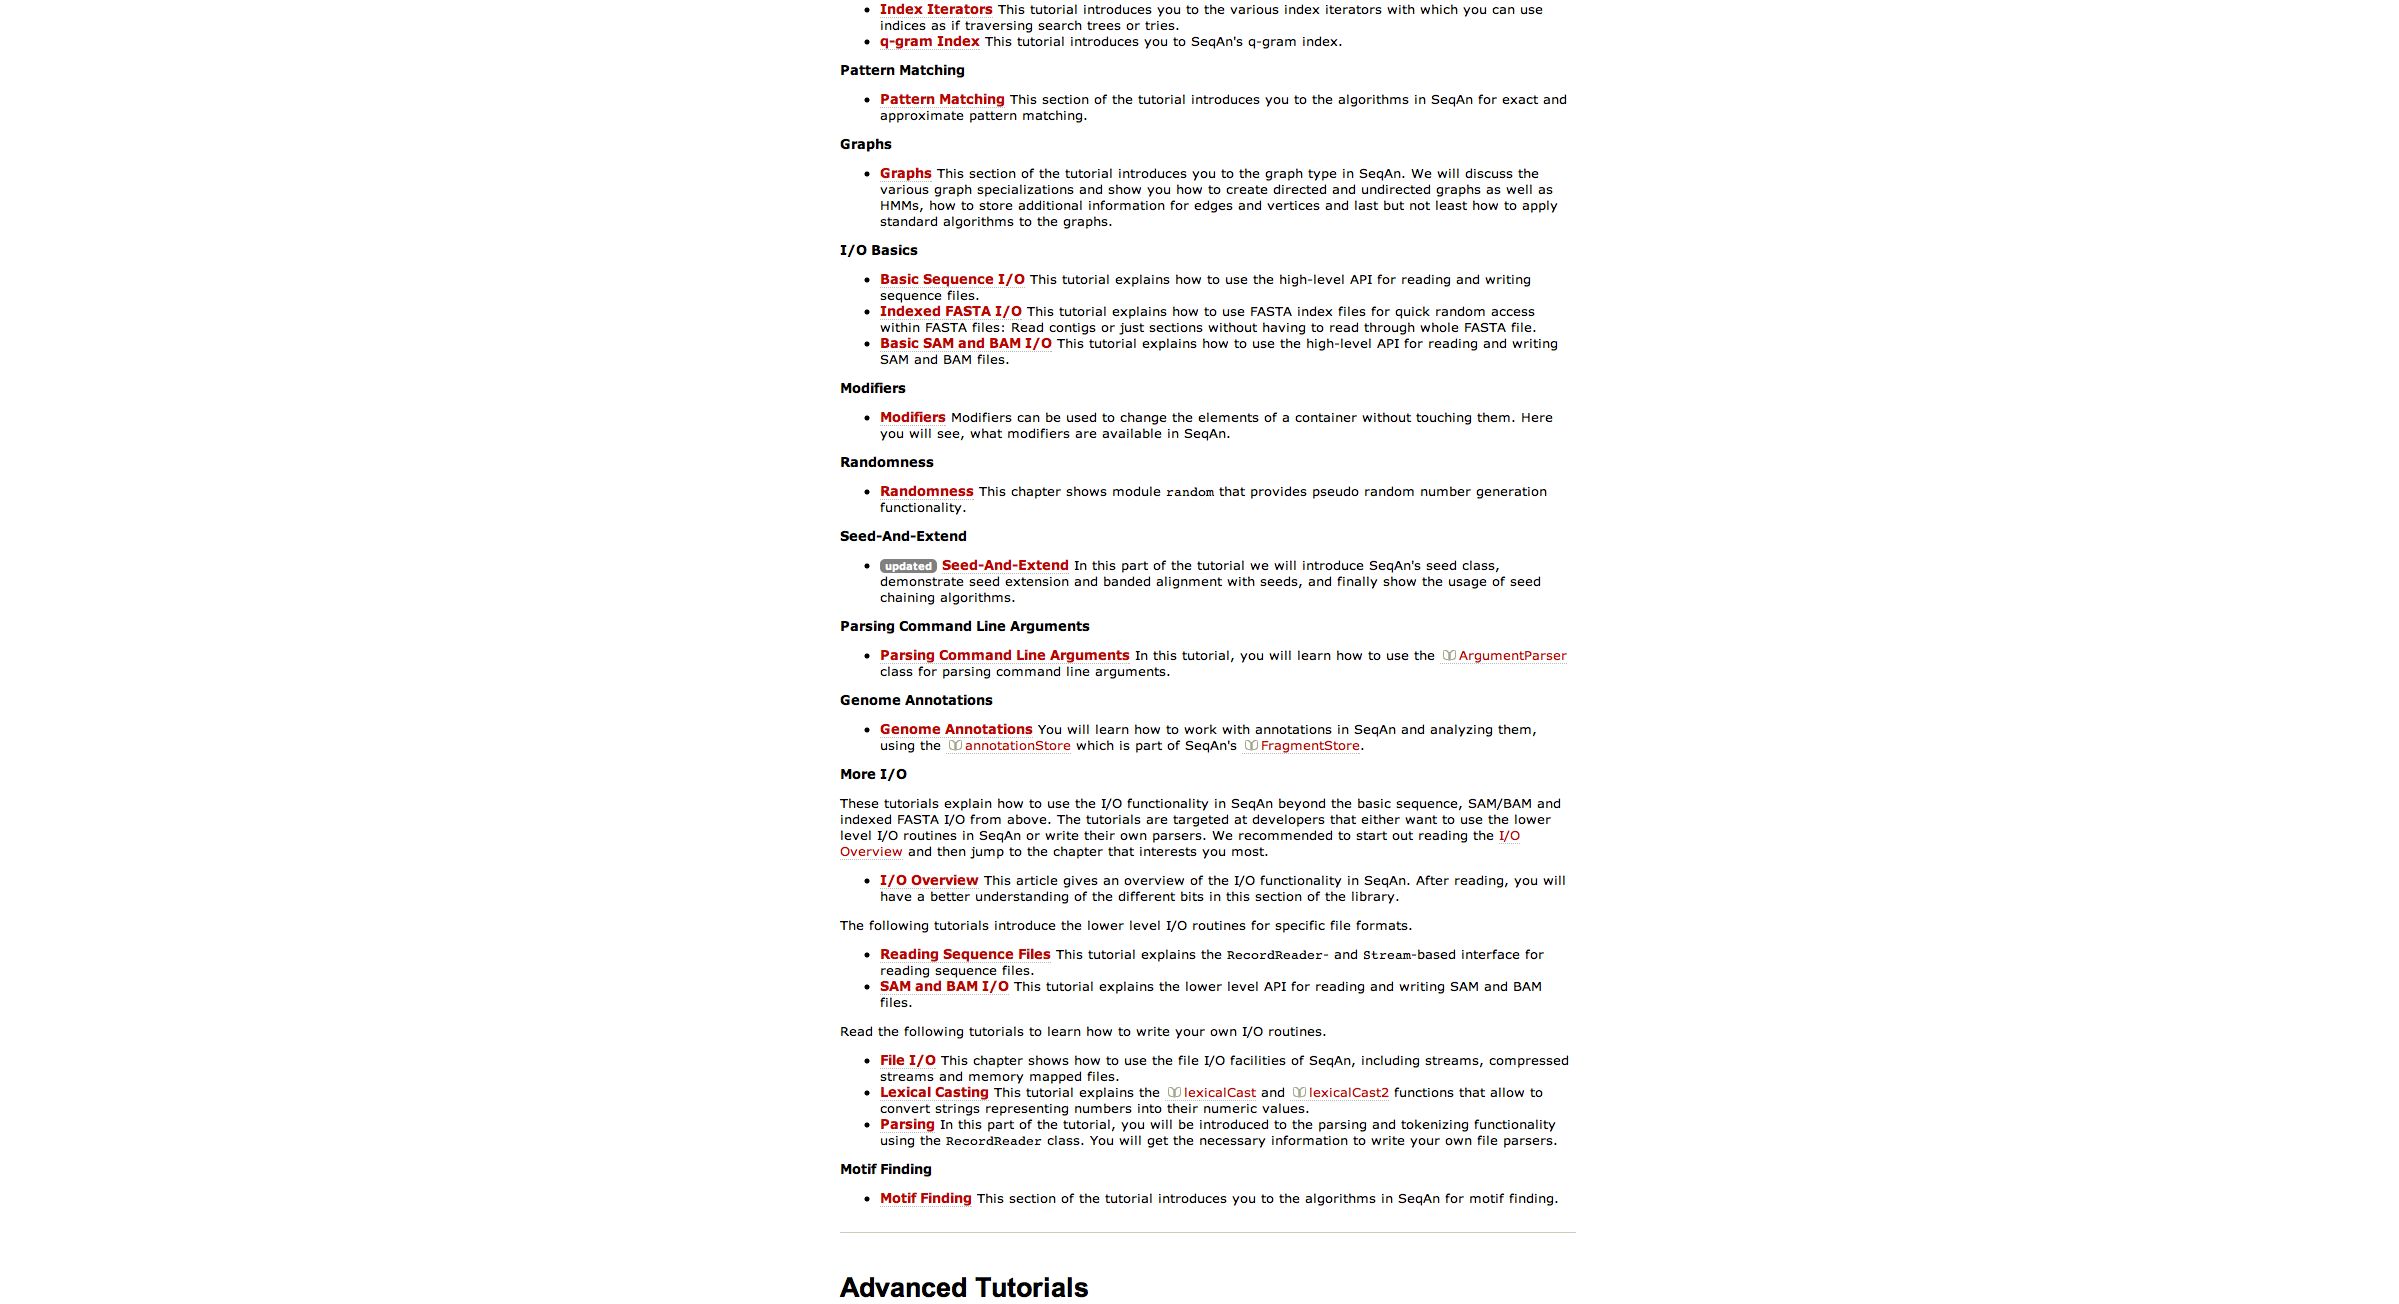 Index Iterators This tutorial introduces you to the various index iterators with which you can use
indices as if traversing search trees or tries.
q-gram Index This tutorial introduces you to SeqAn's q-gram index.
Pattern Matching
Pattern Matching This section of the tutorial introduces you to the algorithms in SeqAn for exact and
approximate pattern matching.
Graphs
Graphs This section of the tutorial introduces you to the graph type in SeqAn. We will discuss the
various graph specializations and show you how to create directed and undirected graphs as well as
HMMs, how to store additional information for edges and vertices and last but not least how to apply
standard algorithms to the graphs.
I/O Basics
Basic Sequence I/O This tutorial explains how to use the high-level API for reading and writing
sequence files.
Indexed FASTA I/O This tutorial explains how to use FASTA index files for quick random access
within FASTA files: Read contigs or just sections without having to read through whole FASTA file.
Basic SAM and BAM I/O This tutorial explains how to use the high-level API for reading and writing
SAM and BAM files.
Modifiers
Modifiers Modifiers can be used to change the elements of a container without touching them. Here
you will see, what modifiers are available in SeqAn.
Randomness
Randomness This chapter shows module random that provides pseudo random number generation
functionality.
Seed-And-Extend
updated Seed-And-Extend In this part of the tutorial we will introduce SeqAn's seed class,
demonstrate seed extension and banded alignment with seeds, and finally show the usage of seed
chaining algorithms.
Parsing Command Line Arguments
Parsing Command Line Arguments In this tutorial, you will learn how to use the ArgumentParser
class for parsing command line arguments.
Genome Annotations
Genome Annotations You will learn how to work with annotations in SeqAn and analyzing them,
using the annotationStore which is part of SeqAn's FragmentStore.
More I/O
These tutorials explain how to use the I/O functionality in SeqAn beyond the basic sequence, SAM/BAM and
indexed FASTA I/O from above. The tutorials are targeted at developers that either want to use the lower
level I/O routines in SeqAn or write their own parsers. We recommended to start out reading the I/O
Overview and then jump to the chapter that interests you most.
I/O Overview This article gives an overview of the I/O functionality in SeqAn. After reading, you will
have a better understanding of the different bits in this section of the library.
The following tutorials introduce the lower level I/O routines for specific file formats.
Reading Sequence Files This tutorial explains the RecordReader- and Stream-based interface for
reading sequence files.
SAM and BAM I/O This tutorial explains the lower level API for reading and writing SAM and BAM
files.
Read the following tutorials to learn how to write your own I/O routines.
File I/O This chapter shows how to use the file I/O facilities of SeqAn, including streams, compressed
streams and memory mapped files.
Lexical Casting This tutorial explains the lexicalCast and lexicalCast2 functions that allow to
convert strings representing numbers into their numeric values.
Parsing In this part of the tutorial, you will be introduced to the parsing and tokenizing functionality
using the RecordReader class. You will get the necessary information to write your own file parsers.
Motif Finding
Motif Finding This section of the tutorial introduces you to the algorithms in SeqAn for motif finding.
Advanced Tutorials